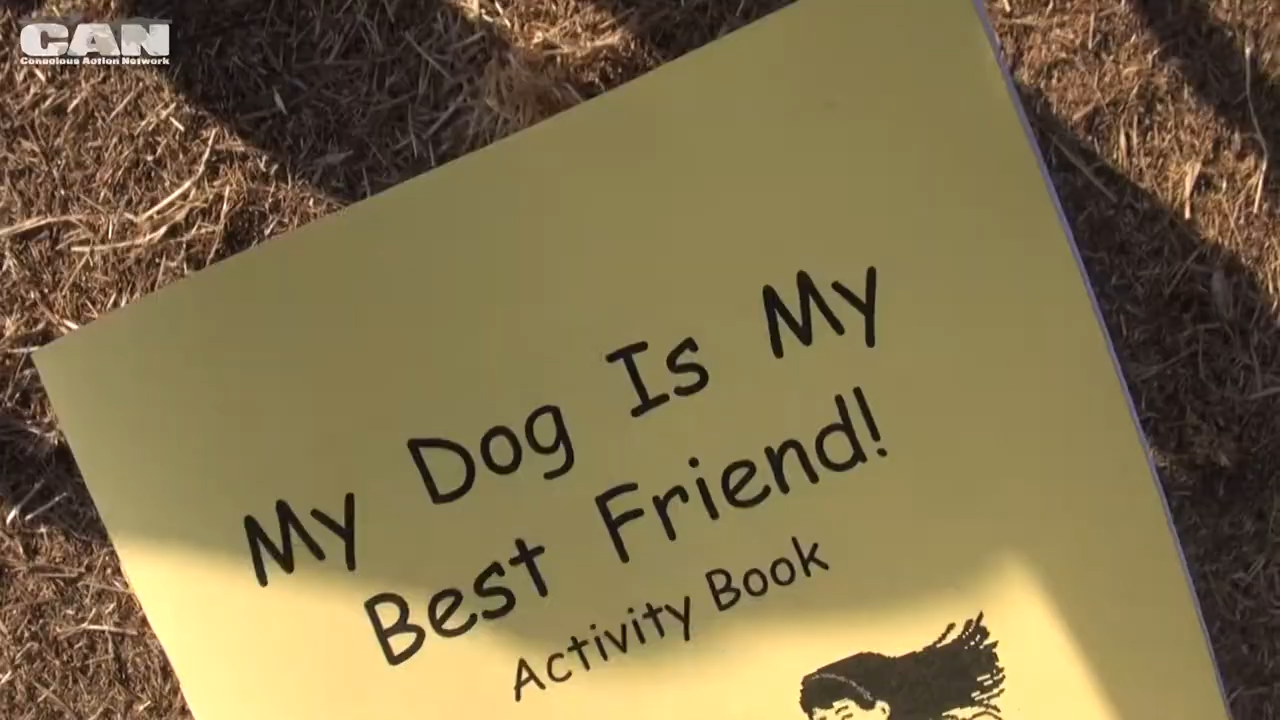 CAN
Conscious Action Network
My Dog Is My
Best Friend!
Activity Book